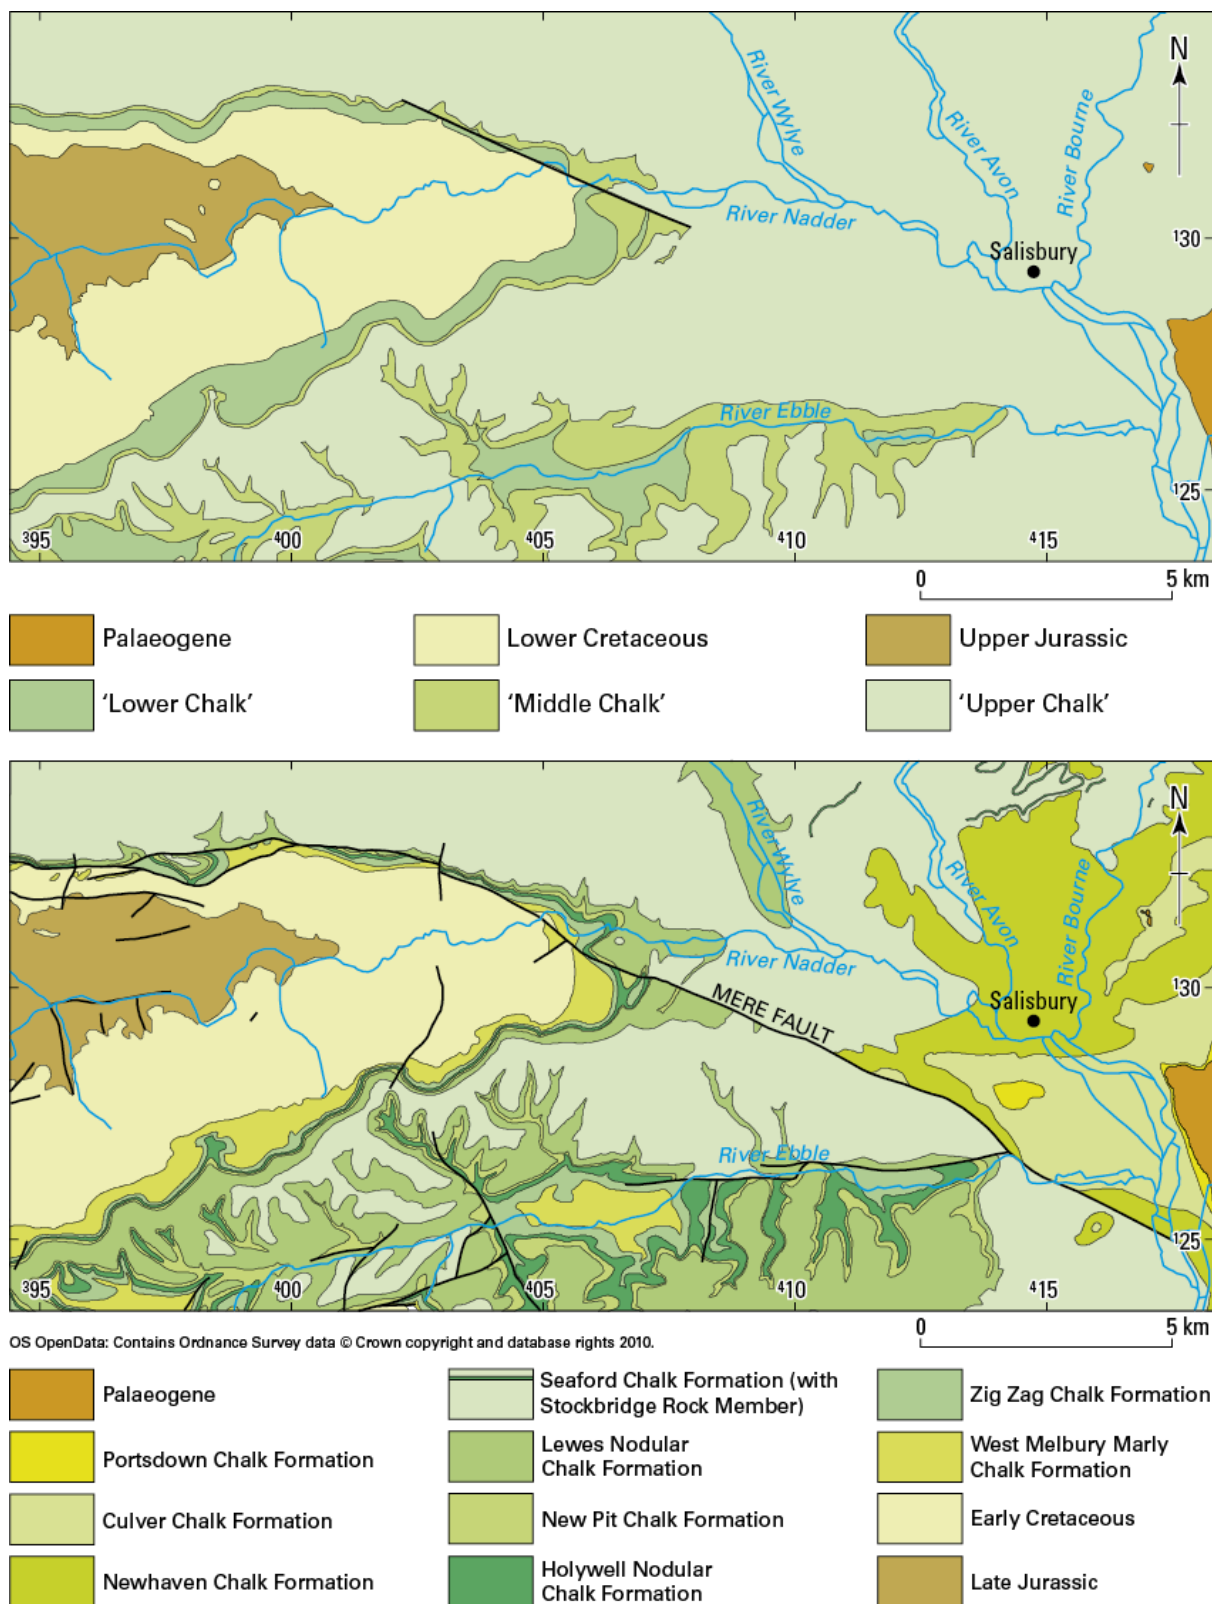 N
River Wylye
River Avon
River Bourne
River Nadder
Salisbury
¹30
River Ebble
¹25
³95
⁴00
⁴05
⁴10
⁴15
0
5 km
Palaeogene
Lower Cretaceous
Upper Jurassic
‘Lower Chalk’
‘Middle Chalk’
‘Upper Chalk’
N
River Wylye
River Avon
River Bourne
River Nadder
MERE FAULT
Salisbury
¹30
River Ebble
¹25
³95
⁴00
⁴05
⁴10
⁴15
OS OpenData: Contains Ordnance Survey data © Crown copyright and database rights 2010.
0
5 km
Palaeogene
Seaford Chalk Formation (with
Stockbridge Rock Member)
Zig Zag Chalk Formation
Portsdown Chalk Formation
Lewes Nodular
Chalk Formation
West Melbury Marly
Chalk Formation
Culver Chalk Formation
New Pit Chalk Formation
Early Cretaceous
Newhaven Chalk Formation
Holywell Nodular
Chalk Formation
Late Jurassic